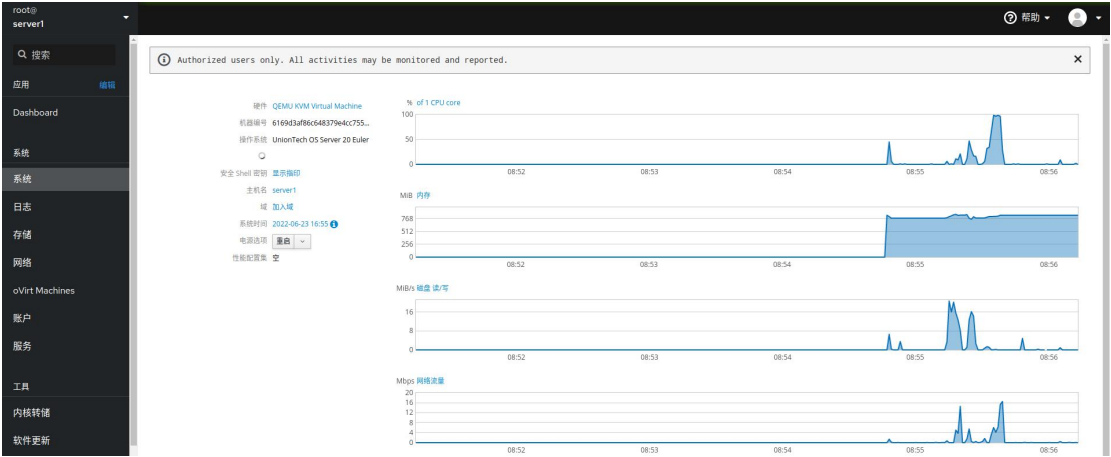 root@
server1
帮助
搜索
应用 编辑
Dashboard
系统
系统
日志
存储
网络
oVirt Machines
账户
服务
工具
内核转储
软件更新
Authorized users only. All activities may be monitored and reported.
硬件 QEMU KVM Virtual Machine
机器编号 6169d3af86c648379e4cc755...
操作系统 UnionTech OS Server 20 Euler
安全 Shell 密钥 显示指印
主机名 server1
域 加入域
系统时间 2022-06-23 16:55
电源选项 重启
性能配置集 空
% of 1 CPU core
100
50
0
08:52 08:53 08:54 08:55 08:56
MiB 内存
768
512
256
0
08:52 08:53 08:54 08:55 08:56
MiB/s 磁盘 读/写
16
8
0
08:52 08:53 08:54 08:55 08:56
Mbps 网络流量
20
16
12
8
4
0
08:52 08:53 08:54 08:55 08:56